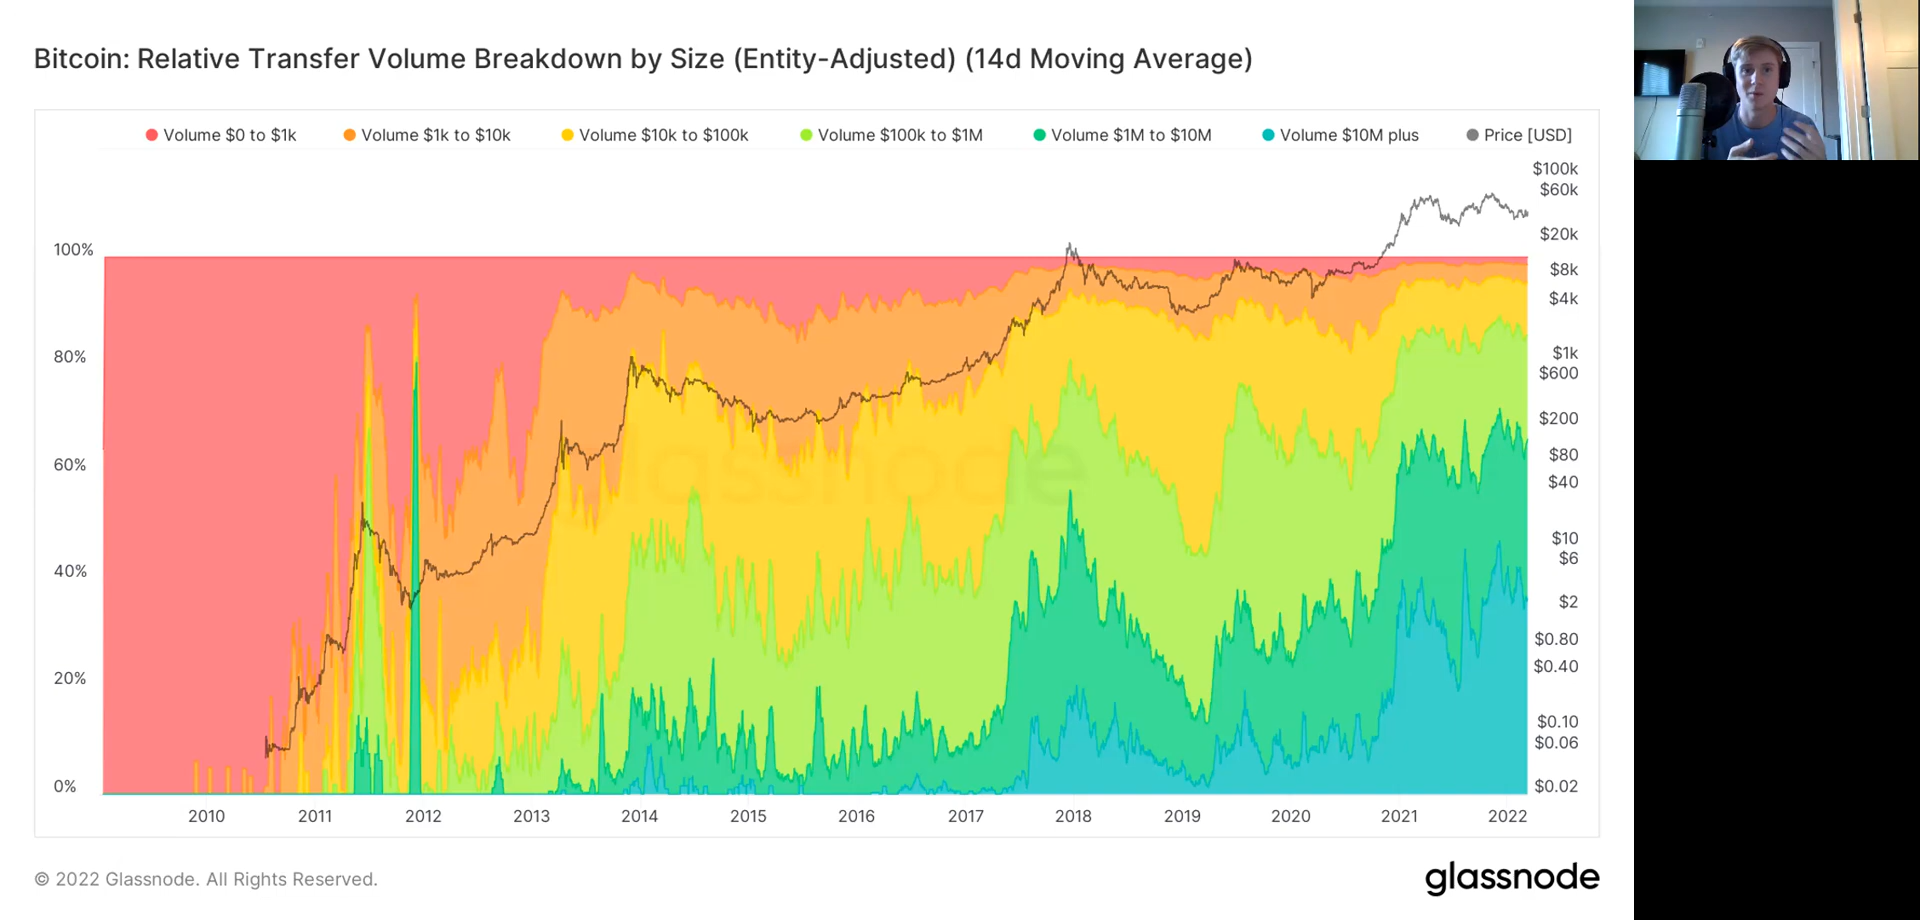 Bitcoin: Relative Transfer Volume Breakdown by Size (Entity-Adjusted) (14d Moving Average)
Volume $0 to $1k Volume $1k to $10k Volume $10k to $100k Volume $100k to $1M Volume $1M to $10M Volume $10M plus Price [USD]
$100k
$60k
$20k
100%
$8k
$4k
80%
$1k
$600
$200
60%
$80
$40
glassnode
40%
$10
$6
$2
20%
$0.80
$0.40
$0.10
$0.06
0%
$0.02
2010 2011 2012 2013 2014 2015 2016 2017 2018 2019 2020 2021 2022
© 2022 Glassnode. All Rights Reserved.
glassnode